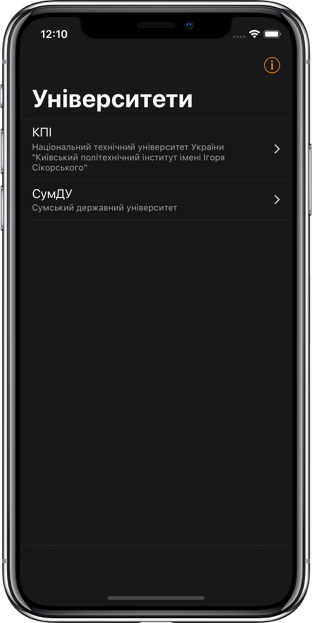 12:10
Університети
КПІ
Національний технічний університет України
"Київський політехнічний інститут імені Ігоря
Сікорського"
СумДУ
Сумський державний університет